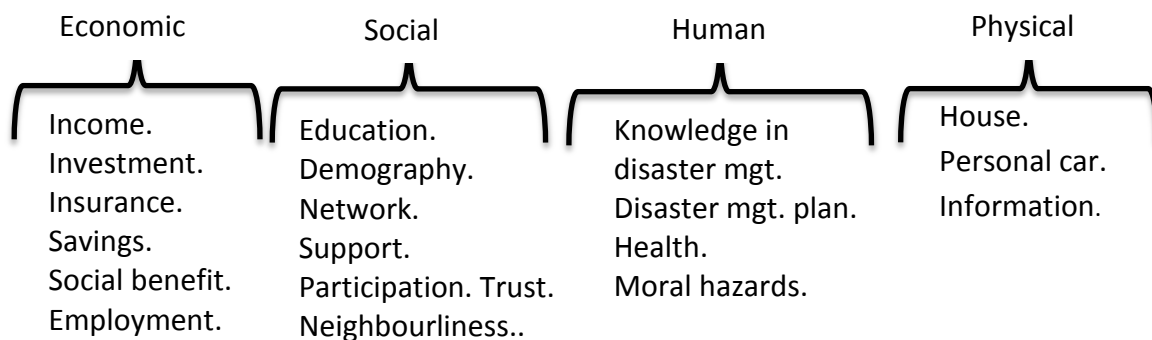 Economic
Income.
Investment.
Insurance.
Savings.
Social benefit.
Employment.
Social
Education.
Demography.
Network.
Support.
Participation. Trust.
Neighbourliness..
Human
Knowledge in
disaster mgt.
Disaster mgt. plan.
Health.
Moral hazards.
Physical
House.
Personal car.
Information.